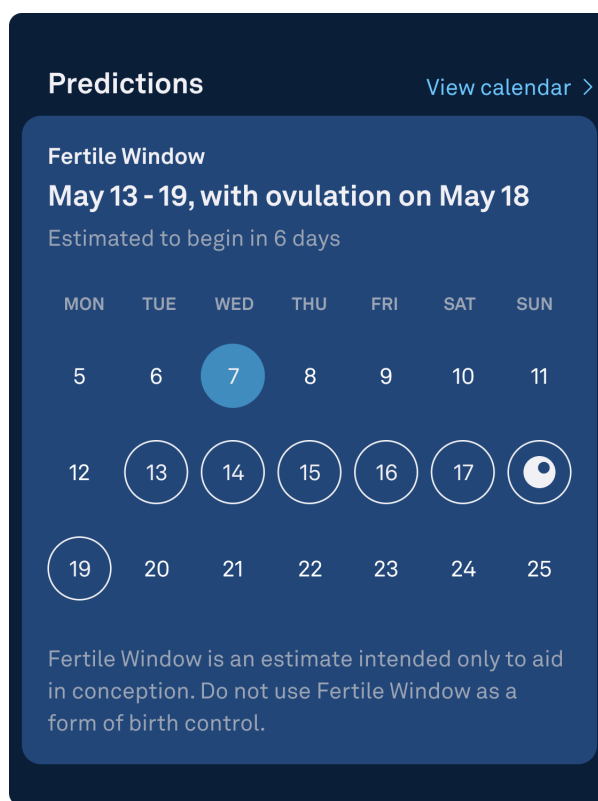 Predictions
View calendar >
Fertile Window
May 13 - 19, with ovulation on May 18
Estimated to begin in 6 days
MON TUE WED THU FRI SAT SUN
5 6 7 8 9 10 11
12 13 14 15 16 17
19 20 21 22 23 24 25
Fertile Window is an estimate intended only to aid
in conception. Do not use Fertile Window as a
form of birth control.